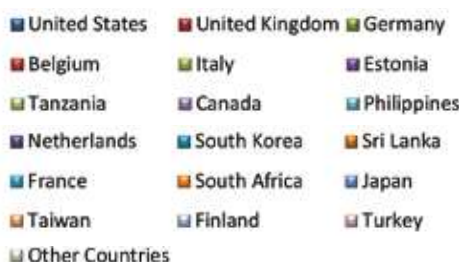 United States United Kingdom Germany
Belgium Italy Estonia
Tanzania Canada Philippines
Netherlands South Korea Sri Lanka
France South Africa Japan
Taiwan Finland Turkey
Other Countries